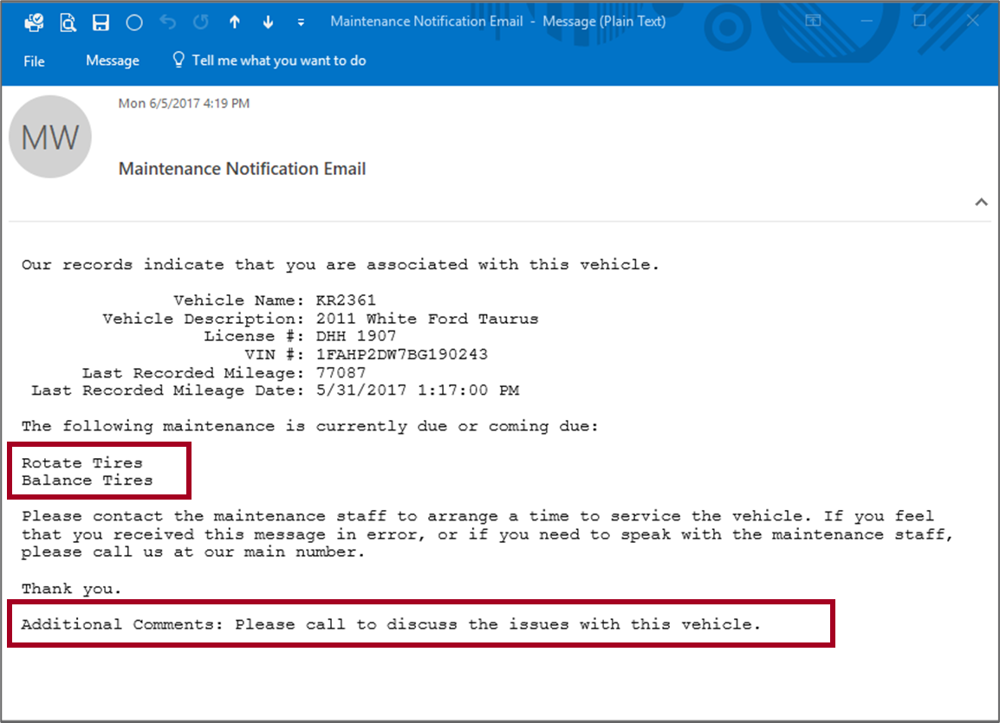 Maintenance Notification Email - Message (Plain Text)
File Message Tell me what you want to do
Mon 6/5/2017 4:19 PM
MW
Maintenance Notification Email
Our records indicate that you are associated with this vehicle.
Vehicle Name: KR2361
Vehicle Description: 2011 White Ford Taurus
License #: DHH 1907
VIN #: 1FAHP2DW7BG190243
Last Recorded Mileage: 77087
Last Recorded Mileage Date: 5/31/2017 1:17:00 PM
The following maintenance is currently due or coming due:
Rotate Tires
Balance Tires
Please contact the maintenance staff to arrange a time to service the vehicle. If you feel
that you received this message in error, or if you need to speak with the maintenance staff,
please call us at our main number.
Thank you.
Additional Comments: Please call to discuss the issues with this vehicle.